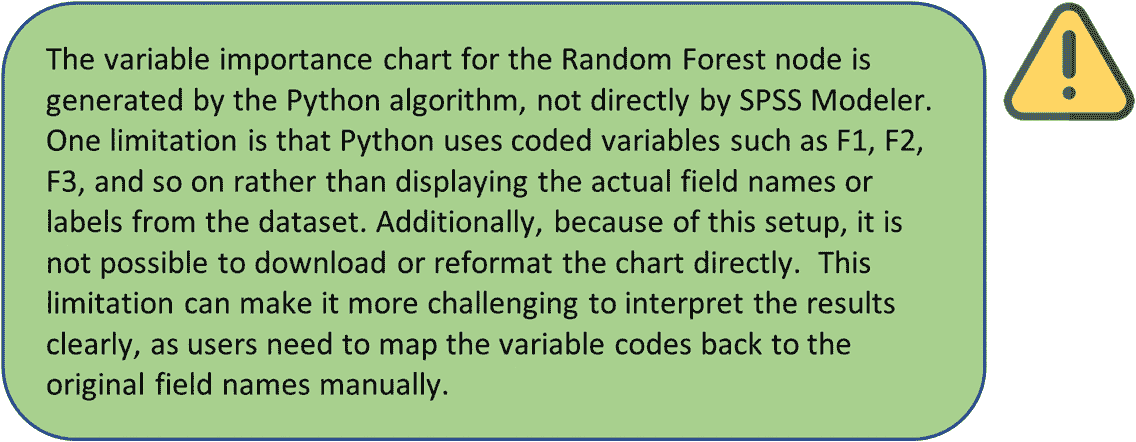 The variable importance chart for the Random Forest node is
generated by the Python algorithm, not directly by SPSS Modeler.
One limitation is that Python uses coded variables such as F1, F2,
F3, and so on rather than displaying the actual field names or
labels from the dataset. Additionally, because of this setup, it is
not possible to download or reformat the chart directly.  This
limitation can make it more challenging to interpret the results
clearly, as users need to map the variable codes back to the
original field names manually.